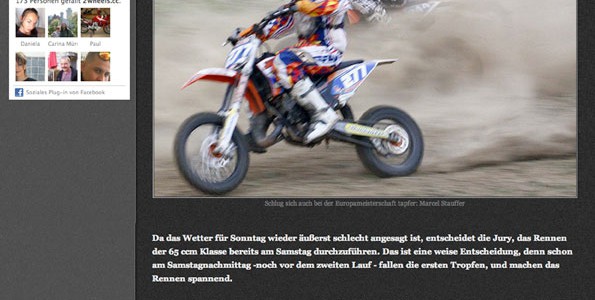 173 Personen gefällt 2wheels.cc.
Daniela Carina Mürr Paul
Soziales Plug-in von Facebook
Schlug sich auch bei der Europameisterschaft tapfer: Marcel Stauffer
Da das Wetter für Sonntag wieder äußerst schlecht angesagt ist, entscheidet die Jury, das Rennen
der 65 ccm Klasse bereits am Samstag durchzuführen. Das ist eine weise Entscheidung, denn schon
am Samstagnachmittag -noch vor dem zweiten Lauf - fallen die ersten Tropfen, und machen das
Rennen spannend.